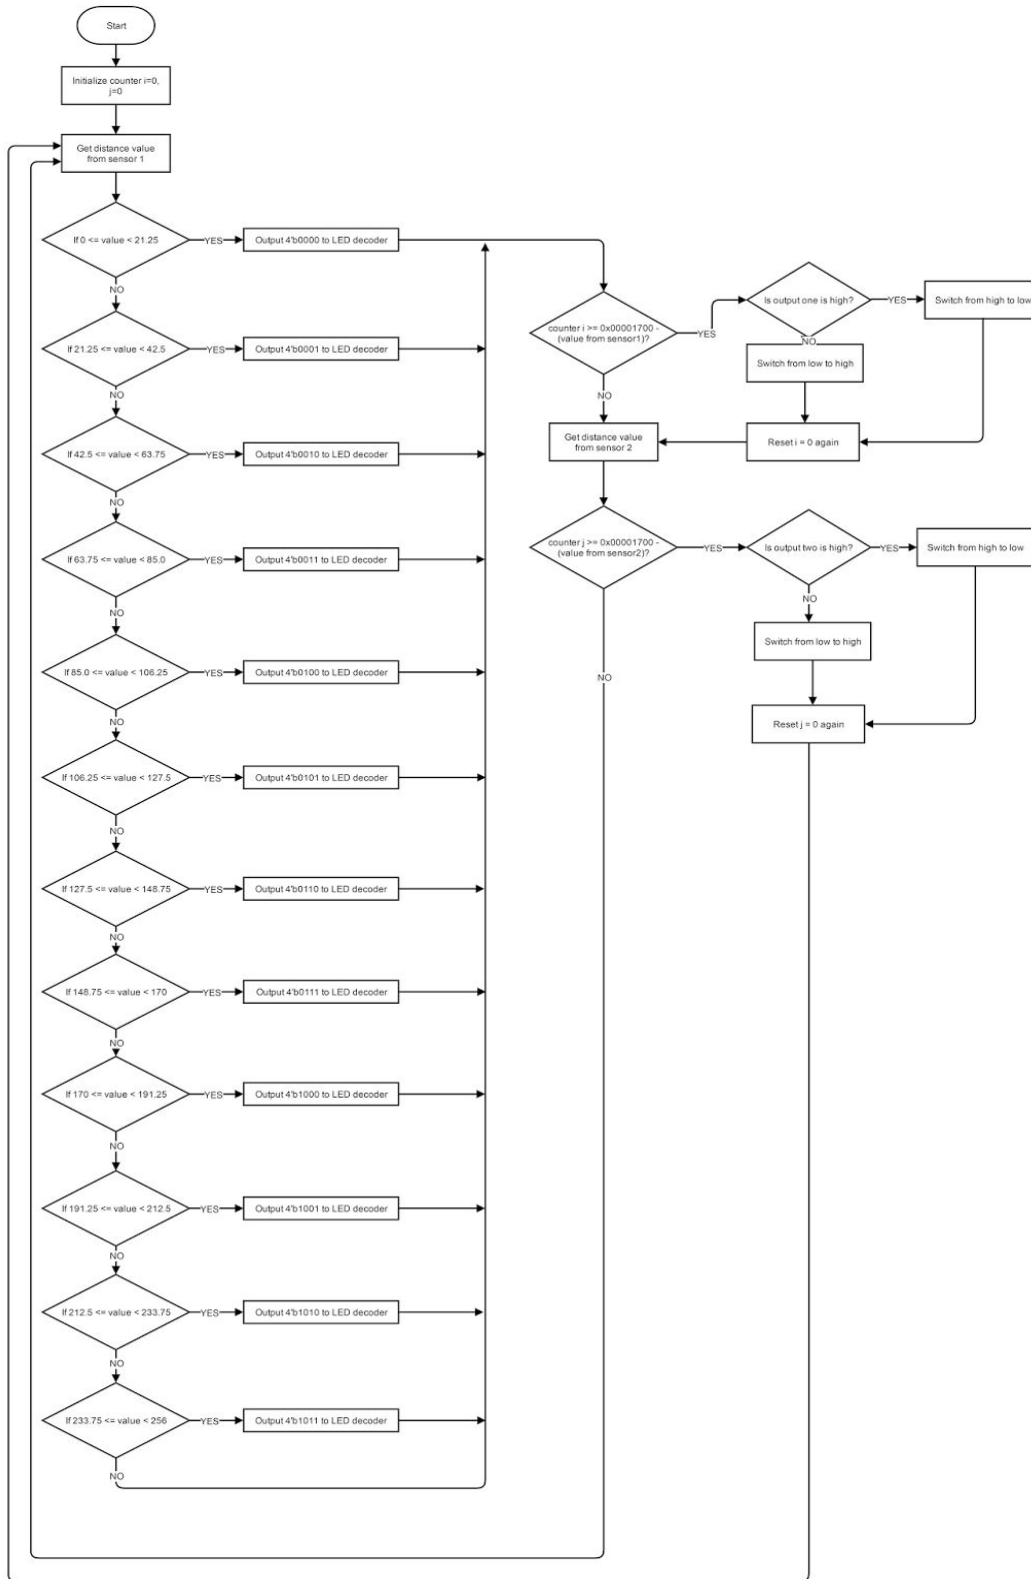 Start
Initialize counter i=0,
j=0
Get distance value
from sensor 1
If 0 <= value < 21.25
YES
Output 4'b0000 to LED decoder
NO
If 21.25 <= value < 42.5
YES
Output 4'b0001 to LED decoder
NO
If 42.5 <= value < 63.75
YES
Output 4'b0010 to LED decoder
NO
If 63.75 <= value < 85.0
YES
Output 4'b0011 to LED decoder
NO
If 85.0 <= value < 106.25
YES
Output 4'b0100 to LED decoder
NO
If 106.25 <= value < 127.5
YES
Output 4'b0101 to LED decoder
NO
If 127.5 <= value < 148.75
YES
Output 4'b0110 to LED decoder
NO
If 148.75 <= value < 170
YES
Output 4'b0111 to LED decoder
NO
If 170 <= value < 191.25
YES
Output 4'b1000 to LED decoder
NO
If 191.25 <= value < 212.5
YES
Output 4'b1001 to LED decoder
NO
If 212.5 <= value < 233.75
YES
Output 4'b1010 to LED decoder
NO
If 233.75 <= value < 256
YES
Output 4'b1011 to LED decoder
NO
counter i >= 0x00001700 -
(value from sensor1)?
YES
Is output one is high?
YES
Switch from high to low
NO
Switch from low to high
Reset i = 0 again
NO
Get distance value
from sensor 2
counter j >= 0x00001700 -
(value from sensor2)?
YES
Is output two is high?
YES
Switch from high to low
NO
Switch from low to high
Reset j = 0 again
NO